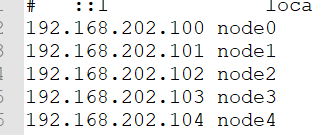 # ::1 loca
192.168.202.100 node0
192.168.202.101 node1
192.168.202.102 node2
192.168.202.103 node3
192.168.202.104 node4